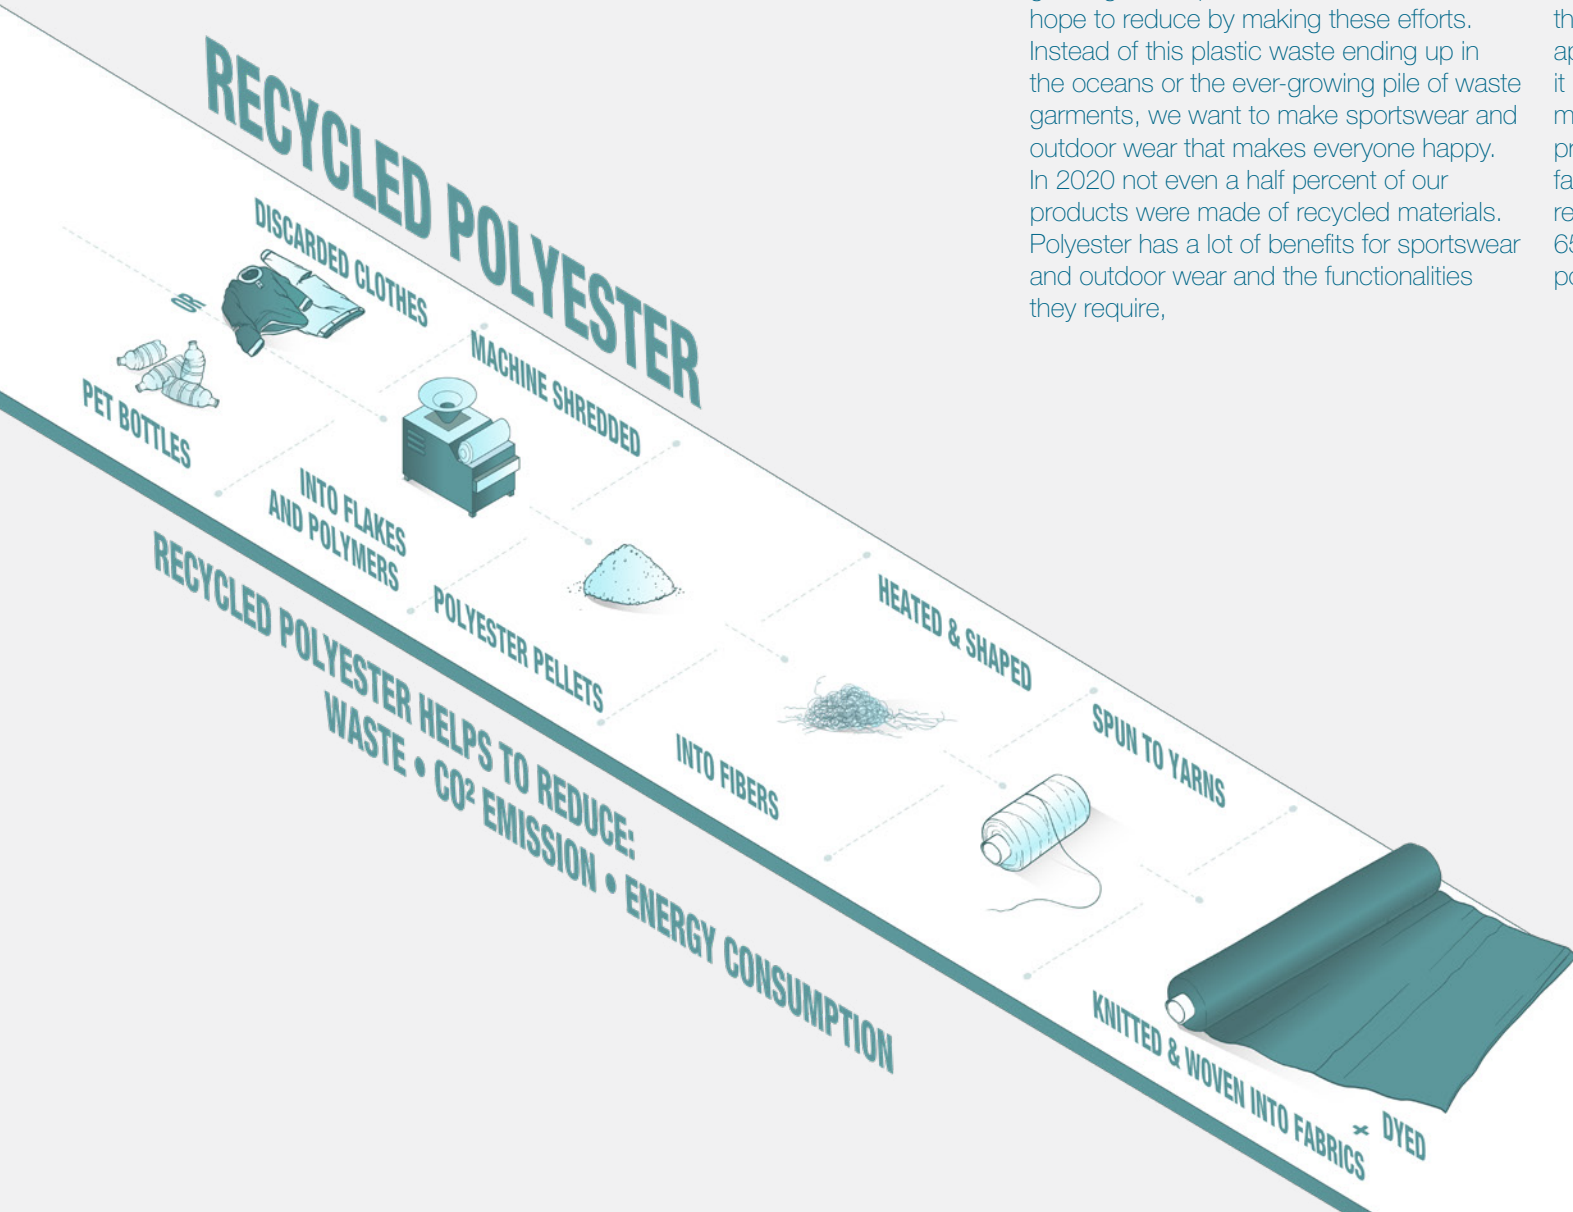 hope to reduce by making these efforts.
Instead of this plastic waste ending up in
the oceans or the ever-growing pile of waste
garments, we want to make sportswear and
outdoor wear that makes everyone happy.
In 2020 not even a half percent of our
products were made of recycled materials.
Polyester has a lot of benefits for sportswear
and outdoor wear and the functionalities
they require,
it
65
RECYCLED POLYESTER
DISCARDED CLOTHES
OR
PET BOTTLES
MACHINE SHREDDED
INTO FLAKES
AND POLYMERS
POLYESTER PELLETS
HEATED & SHAPED
INTO FIBERS
SPUN TO YARNS
KNITTED & WOVEN INTO FABRICS
+ DYED
RECYCLED POLYESTER HELPS TO REDUCE:
WASTE • CO² EMISSION • ENERGY CONSUMPTION